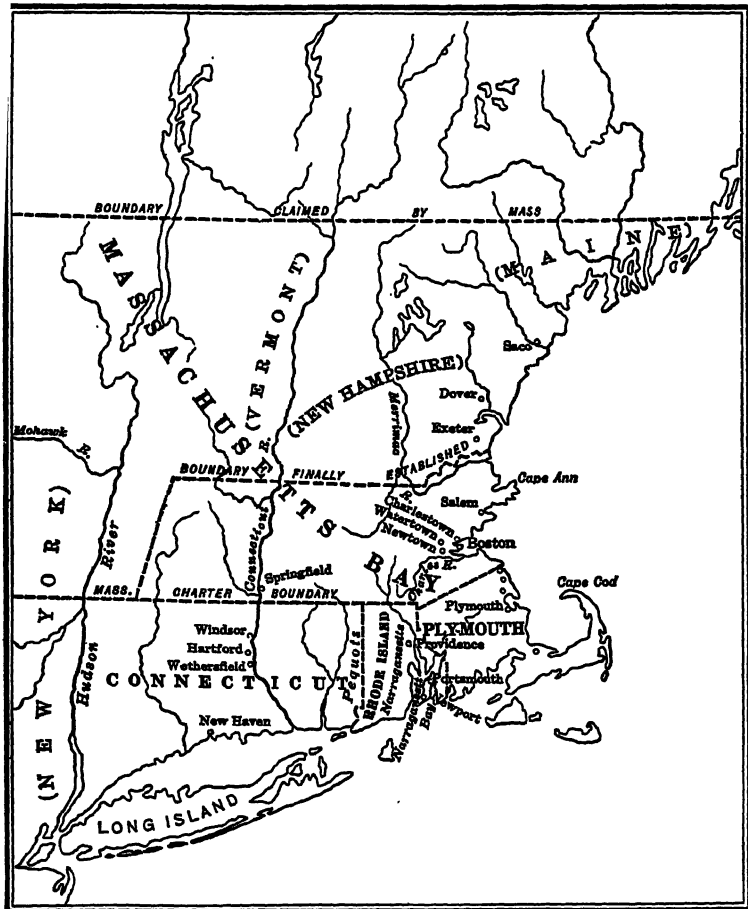 BOUNDARY CLAIMED BY MASS
MASSACHUSETTS BAY
(VERMONT)
(MAINE)
(NEW HAMPSHIRE)
Saco
Dover
Exeter
Merrimac R.
Mohawk R.
BOUNDARY FINALLY ESTABLISHED
Cape Ann
Salem
Charlestown
Watertown
Newtown
Boston
Connecticut R.
Springfield
Cape Cod
MASS. CHARTER BOUNDARY
Plymouth
PLYMOUTH
Windsor
Hartford
Wethersfield
Providence
CONNECTICUT
Pequois
RHODE ISLAND
Narragansetts
Portsmouth
Newport
Narragansett Bay
New Haven
Hudson River
(NEW YORK)
LONG ISLAND